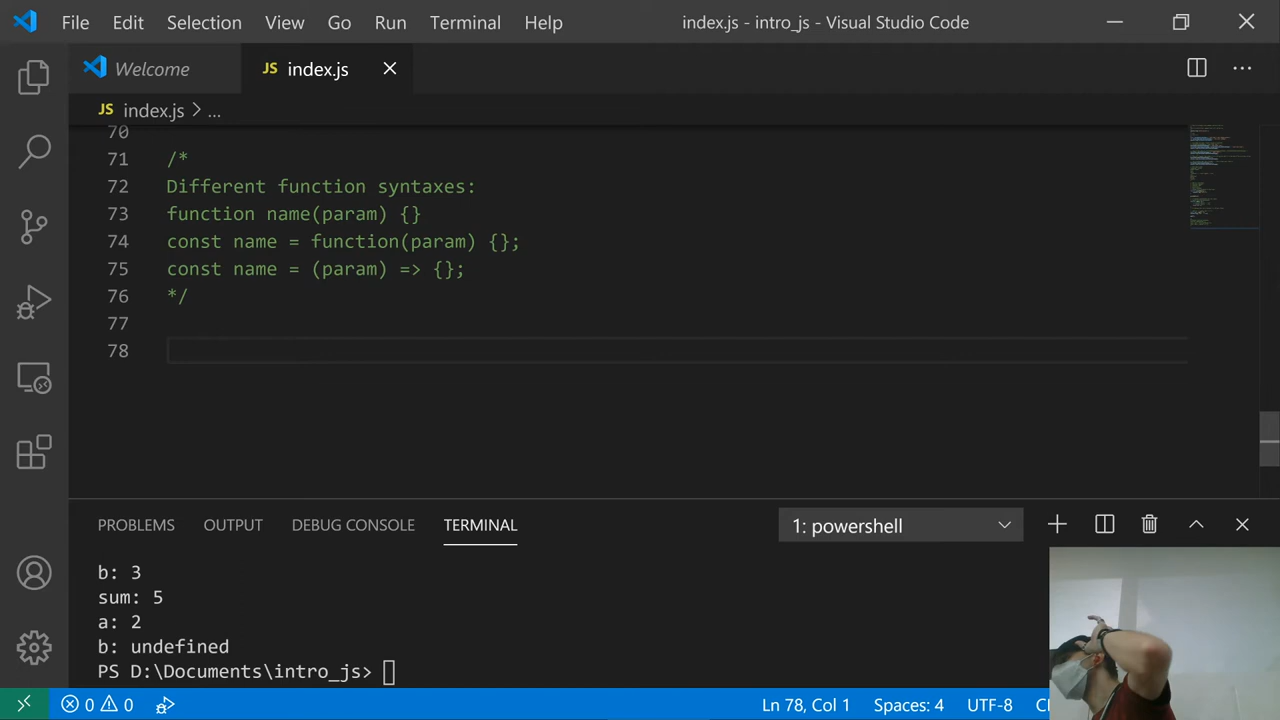 File Edit Selection View Go Run Terminal Help index.js - intro_js - Visual Studio Code
Welcome JS index.js
JS index.js > ...
70
71 /*
72 Different function syntaxes:
73 function name(param) {}
74 const name = function(param) {};
75 const name = (param) => {};
76 */
77
78
PROBLEMS OUTPUT DEBUG CONSOLE TERMINAL 1: powershell
b: 3
sum: 5
a: 2
b: undefined
PS D:\Documents\intro_js>
0 0 Ln 78, Col 1 Spaces: 4 UTF-8